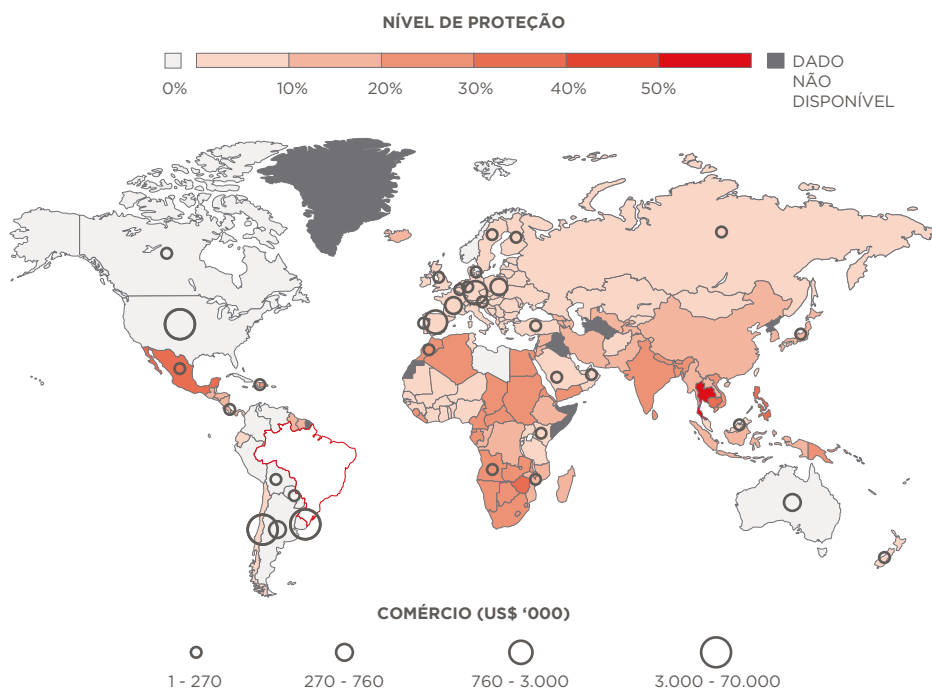 NÍVEL DE PROTEÇÃO
0% 10% 20% 30% 40% 50%
DADO
NÃO
DISPONÍVEL
COMÉRCIO (US$ ‘000)
1 - 270 270 - 760 760 - 3.000 3.000 - 70.000